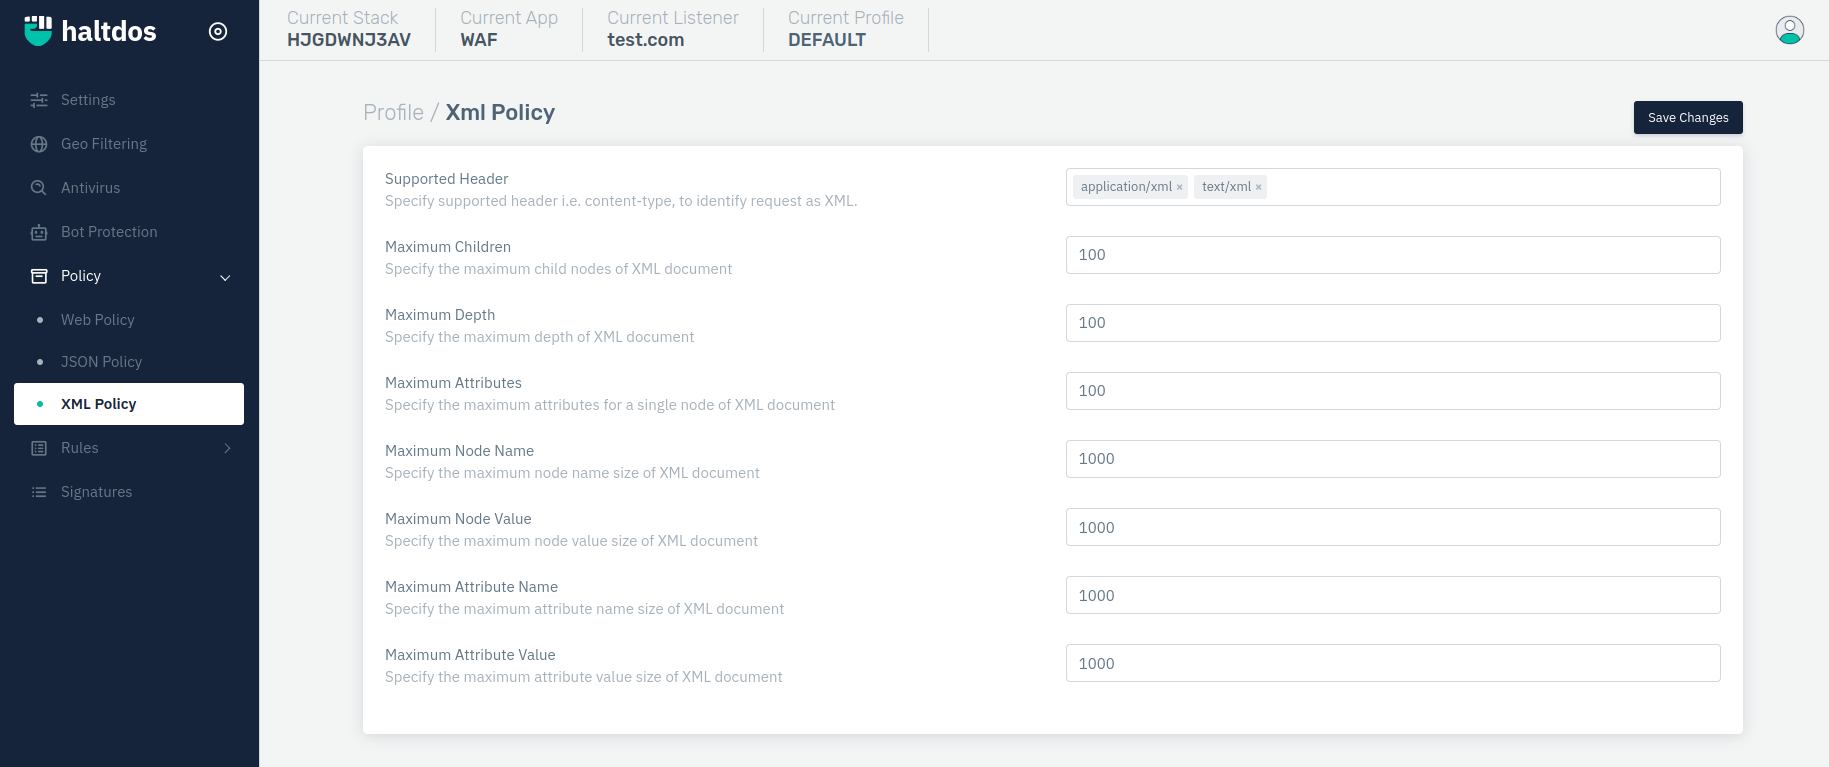 haltdos
Settings
Geo Filtering
Antivirus
Bot Protection
Policy
Web Policy
JSON Policy
XML Policy
Rules
Signatures
Current Stack
HJGDWNJ3AV
Current App
WAF
Current Listener
test.com
Current Profile
DEFAULT
Profile / Xml Policy
Save Changes
Supported Header
Specify supported header i.e. content-type, to identify request as XML.
application/xml × text/xml ×
Maximum Children
Specify the maximum child nodes of XML document
100
Maximum Depth
Specify the maximum depth of XML document
100
Maximum Attributes
Specify the maximum attributes for a single node of XML document
100
Maximum Node Name
Specify the maximum node name size of XML document
1000
Maximum Node Value
Specify the maximum node value size of XML document
1000
Maximum Attribute Name
Specify the maximum attribute name size of XML document
1000
Maximum Attribute Value
Specify the maximum attribute value size of XML document
1000